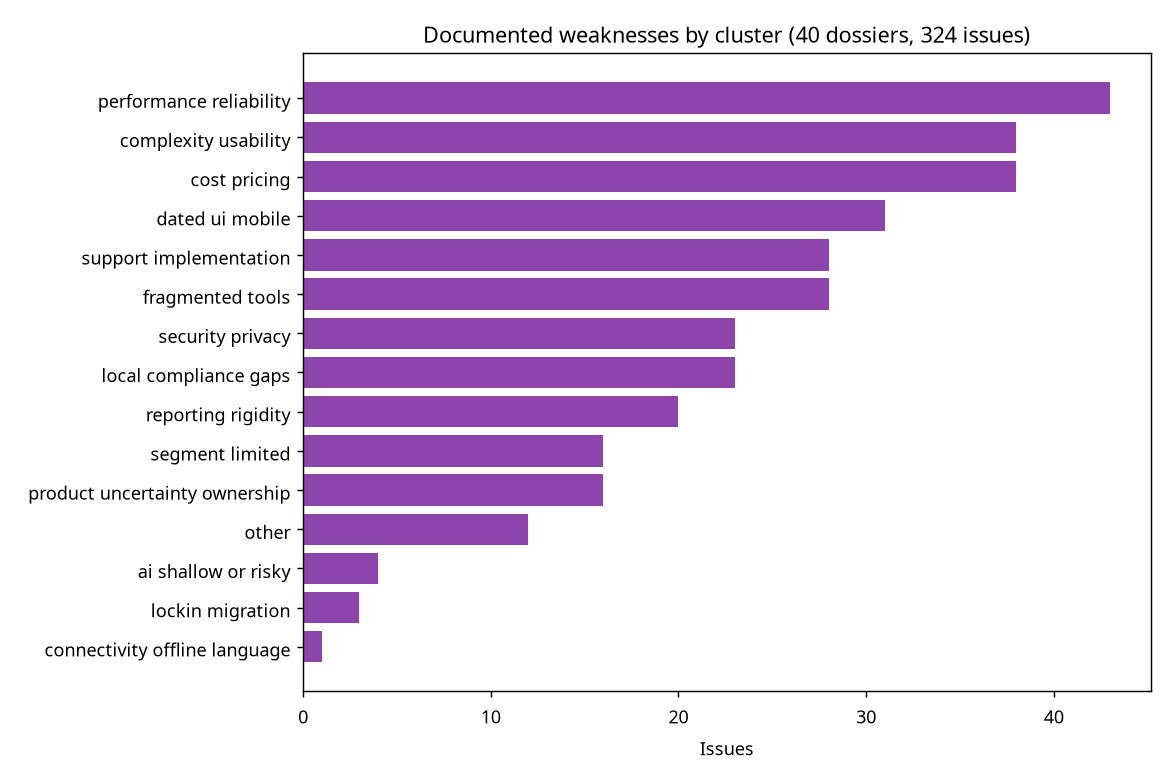 Documented weaknesses by cluster (40 dossiers, 324 issues)
performance reliability
complexity usability
cost pricing
dated ui mobile
support implementation
fragmented tools
security privacy
local compliance gaps
reporting rigidity
segment limited
product uncertainty ownership
other
ai shallow or risky
lockin migration
connectivity offline language
0 10 20 30 40
Issues